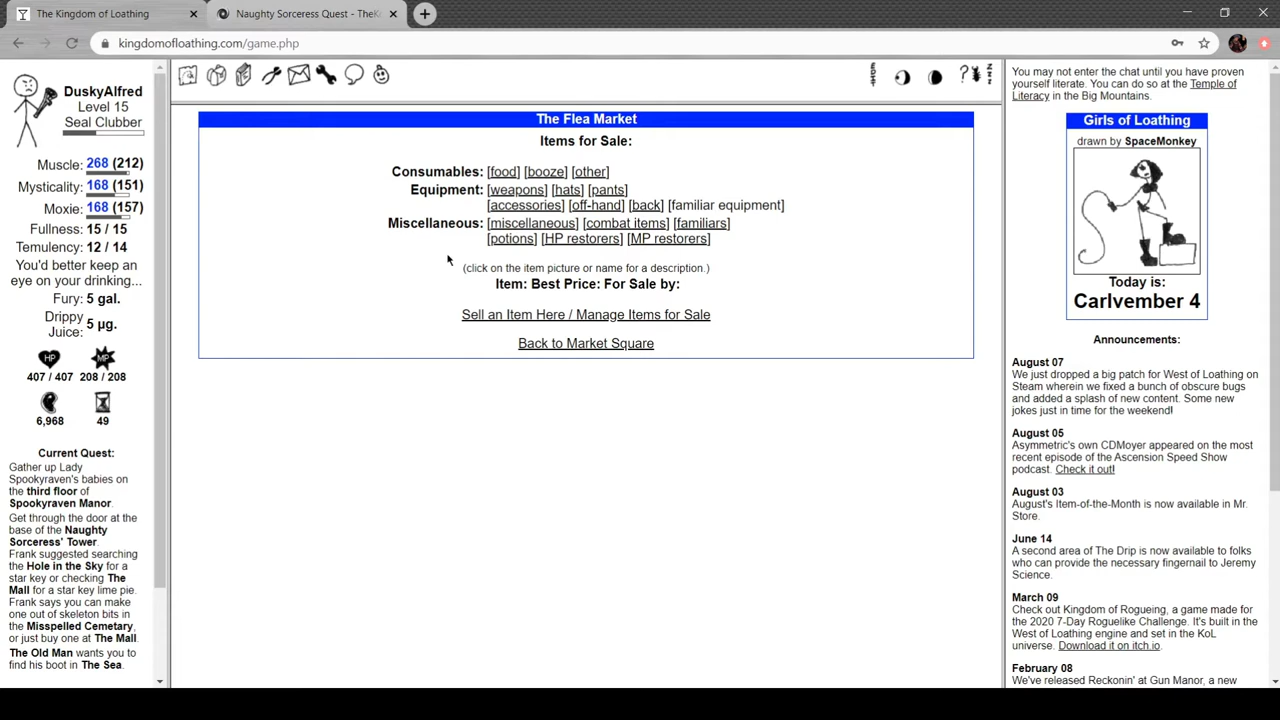 The Kingdom of Loathing
Naughty Sorceress Quest - TheKi
kingdomofloathing.com/game.php
DuskyAlfred
Level 15
Seal Clubber
Muscle: 268 (212)
Mysticality: 168 (151)
Moxie: 168 (157)
Fullness: 15 / 15
Temulency: 12 / 14
You'd better keep an
eye on your drinking...
Fury: 5 gal.
Drippy
Juice: 5 µg.
HP MP
407 / 407 208 / 208
6,968 49
Current Quest:
Gather up Lady
Spookyraven's babies on
the third floor of
Spookyraven Manor.
Get through the door at the
base of the Naughty
Sorceress' Tower.
Frank suggested searching
the Hole in the Sky for a
star key or checking The
Mall for a star key lime pie.
Frank says you can make
one out of skeleton bits in
the Misspelled Cemetary,
or just buy one at The Mall.
The Old Man wants you to
find his boot in The Sea.
The Flea Market
Items for Sale:
Consumables: [food] [booze] [other]
Equipment: [weapons] [hats] [pants]
[accessories] [off-hand] [back] [familiar equipment]
Miscellaneous: [miscellaneous] [combat items] [familiars]
[potions] [HP restorers] [MP restorers]
(click on the item picture or name for a description.)
Item: Best Price: For Sale by:
Sell an Item Here / Manage Items for Sale
Back to Market Square
You may not enter the chat until you have proven
yourself literate. You can do so at the Temple of
Literacy in the Big Mountains.
Girls of Loathing
drawn by SpaceMonkey
Today is:
Carlvember 4
Announcements:
August 07
We just dropped a big patch for West of Loathing on
Steam wherein we fixed a bunch of obscure bugs
and added a splash of new content. Some new
jokes just in time for the weekend!
August 05
Asymmetric's own CDMoyer appeared on the most
recent episode of the Ascension Speed Show
podcast. Check it out!
August 03
August's Item-of-the-Month is now available in Mr.
Store.
June 14
A second area of The Drip is now available to folks
who can provide the necessary fingernail to Jeremy
Science.
March 09
Check out Kingdom of Rogueing, a game made for
the 2020 7-Day Roguelike Challenge. It's built in the
West of Loathing engine and set in the KoL
universe. Download it on itch.io.
February 08
We've released Reckonin' at Gun Manor, a new